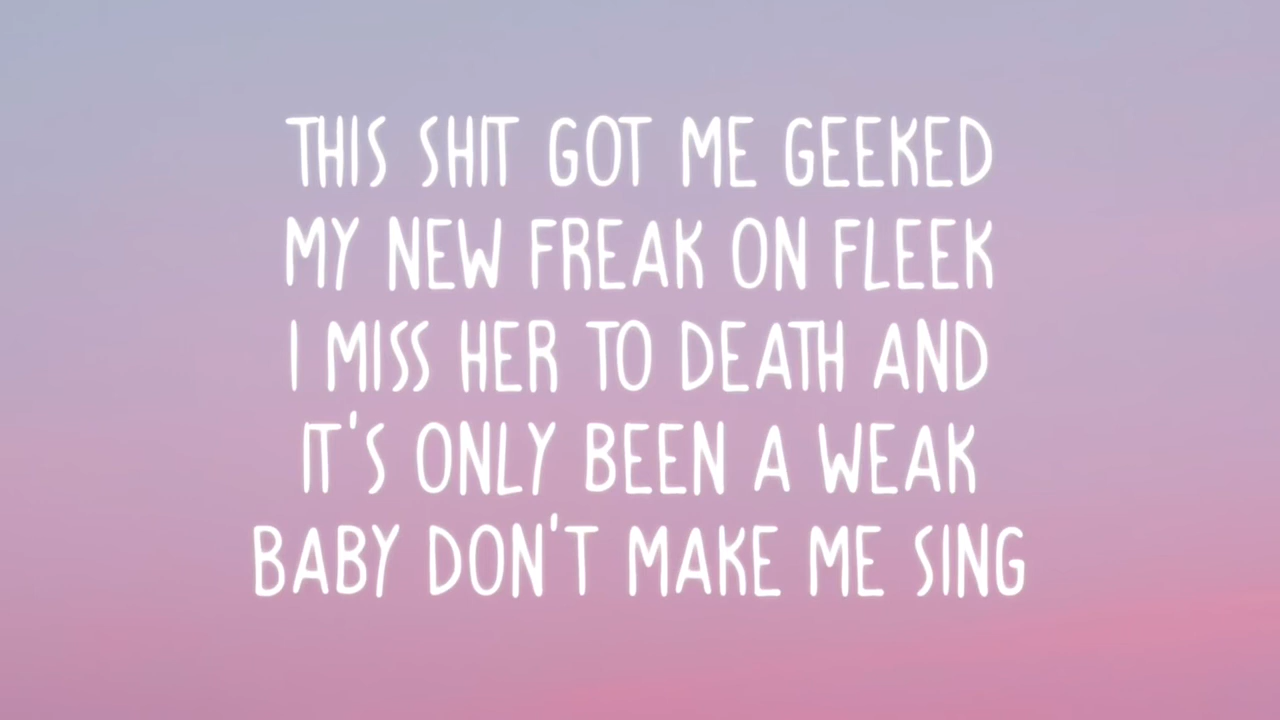 THIS SHIT GOT ME GEEKED
MY NEW FREAK ON FLEEK
I MISS HER TO DEATH AND
IT'S ONLY BEEN A WEAK
BABY DON'T MAKE ME SING